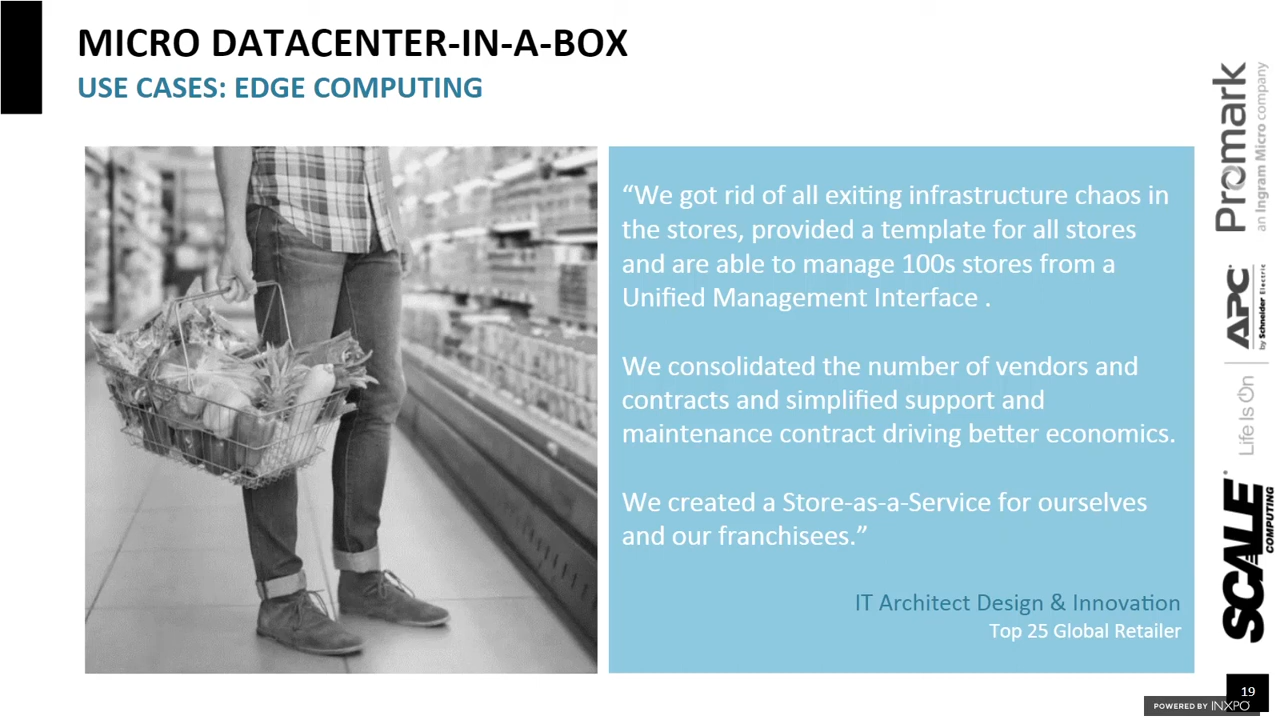 MICRO DATACENTER-IN-A-BOX
USE CASES: EDGE COMPUTING
“We got rid of all exiting infrastructure chaos in
the stores, provided a template for all stores
and are able to manage 100s stores from a
Unified Management Interface .
We consolidated the number of vendors and
contracts and simplified support and
maintenance contract driving better economics.
We created a Store-as-a-Service for ourselves
and our franchisees.”
IT Architect Design & Innovation
Top 25 Global Retailer
Promark
an Ingram Micro company
APC
by Schneider Electric
Life Is On
SCALE
COMPUTING
19
POWERED BY INXPO